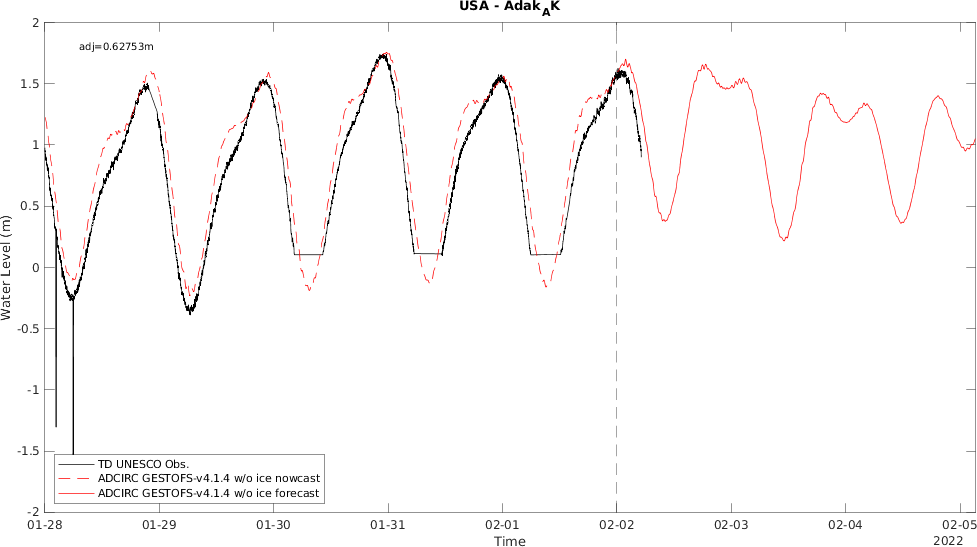 USA - Adak_AK
adj=0.62753m
2
1.5
1
0.5
0
-0.5
-1
-1.5
-2
Water Level (m)
TD UNESCO Obs.
ADCIRC GESTOFS-v4.1.4 w/o ice nowcast
ADCIRC GESTOFS-v4.1.4 w/o ice forecast
01-28 01-29 01-30 01-31 02-01 02-02 02-03 02-04 02-05
Time
2022